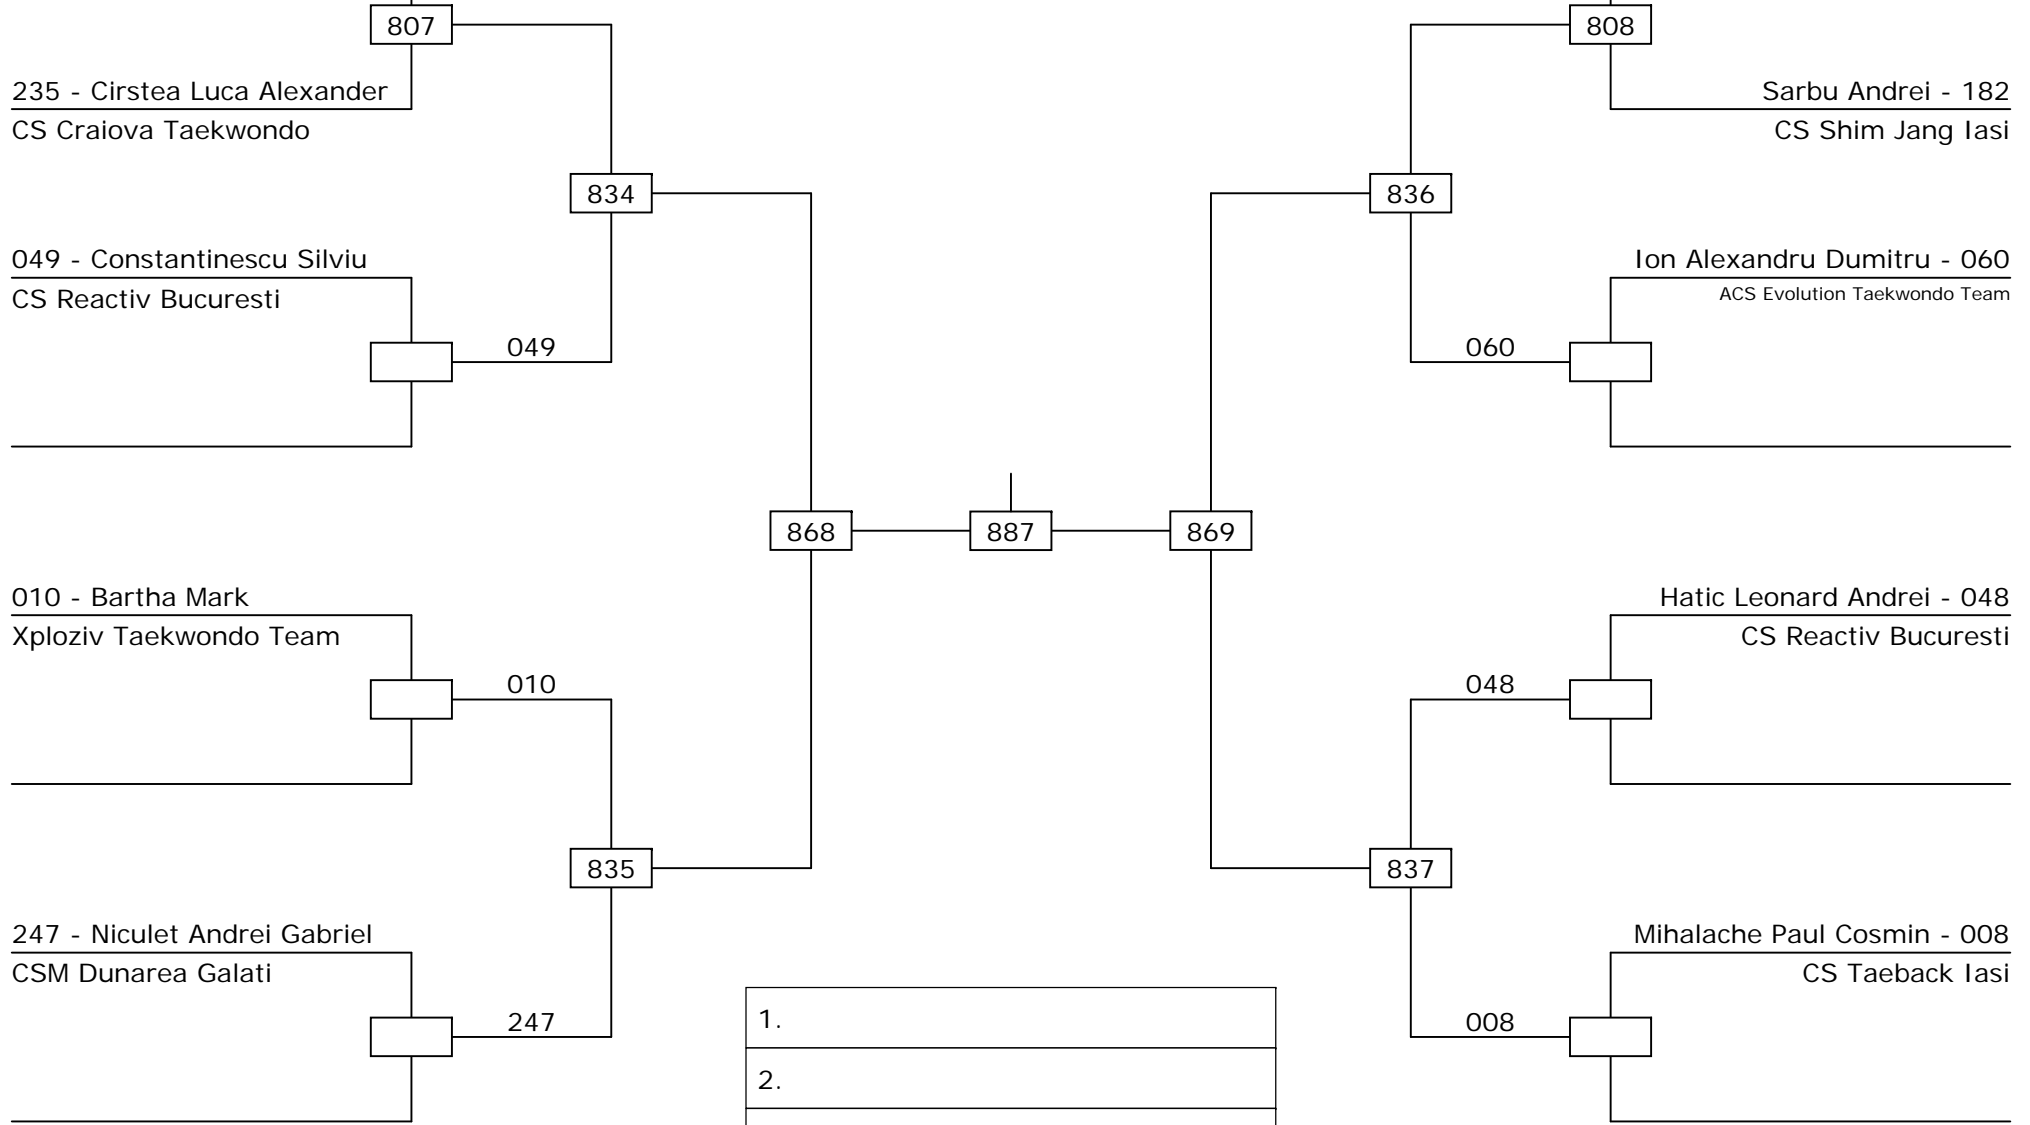 807
808
235 - Cirstea Luca Alexander
CS Craiova Taekwondo
Sarbu Andrei - 182
CS Shim Jang Iasi
834
836
049 - Constantinescu Silviu
CS Reactiv Bucuresti
Ion Alexandru Dumitru - 060
ACS Evolution Taekwondo Team
049
060
868
887
869
010 - Bartha Mark
Xploziv Taekwondo Team
Hatic Leonard Andrei - 048
CS Reactiv Bucuresti
010
048
835
837
247 - Niculet Andrei Gabriel
CSM Dunarea Galati
Mihalache Paul Cosmin - 008
CS Taeback Iasi
247
008
1.
2.